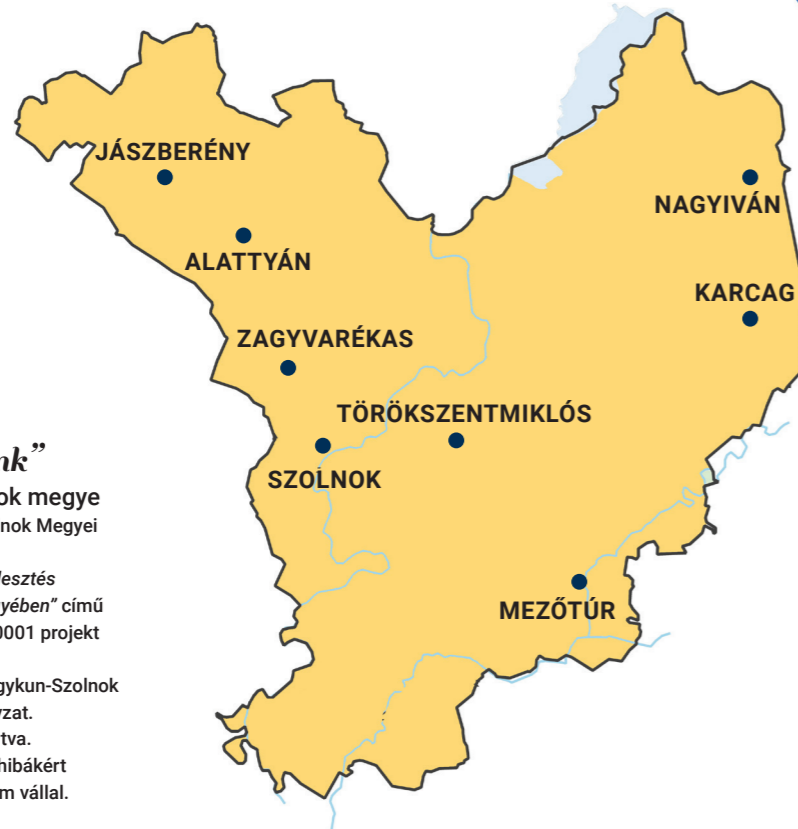 JÁSZBERÉNY
NAGYIVÁN
ALATTYÁN
KARCAG
ZAGYVARÉKAS
TÖRÖKSZENTMIKLÓS
SZOLNOK
MEZŐTÚR
nk”
ok megye
nok Megyei
lesztés
yében” című
0001 projekt
gykun-Szolnok
yzat.
tva.
hibákért
m vállal.